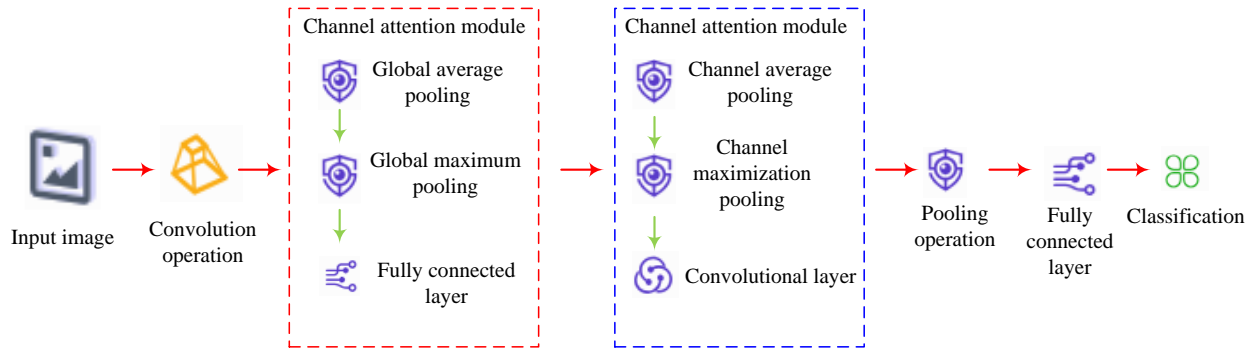 Input image
Convolution
operation
Channel attention module
Global average
pooling
Global maximum
pooling
Fully connected
layer
Channel attention module
Channel average
pooling
Channel
maximization
pooling
Convolutional layer
Pooling
operation
Fully
connected
layer
Classification